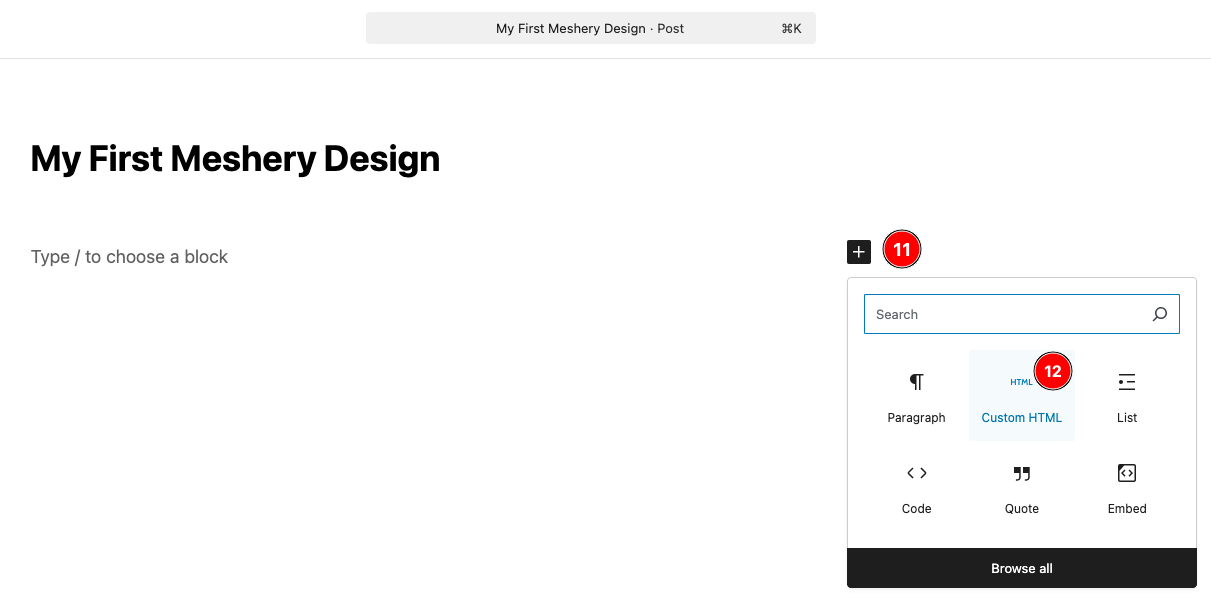 My First Meshery Design · Post ⌘K
My First Meshery Design
Type / to choose a block
11
Search
HTML
12
Paragraph Custom HTML List
Code Quote Embed
Browse all